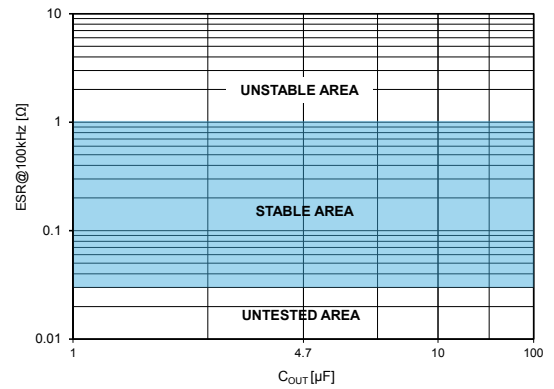 10
UNSTABLE AREA
1
ESR@100kHz [Ω]
STABLE AREA
0.1
UNTESTED AREA
0.01
1 4.7 10 100
COUT [µF]